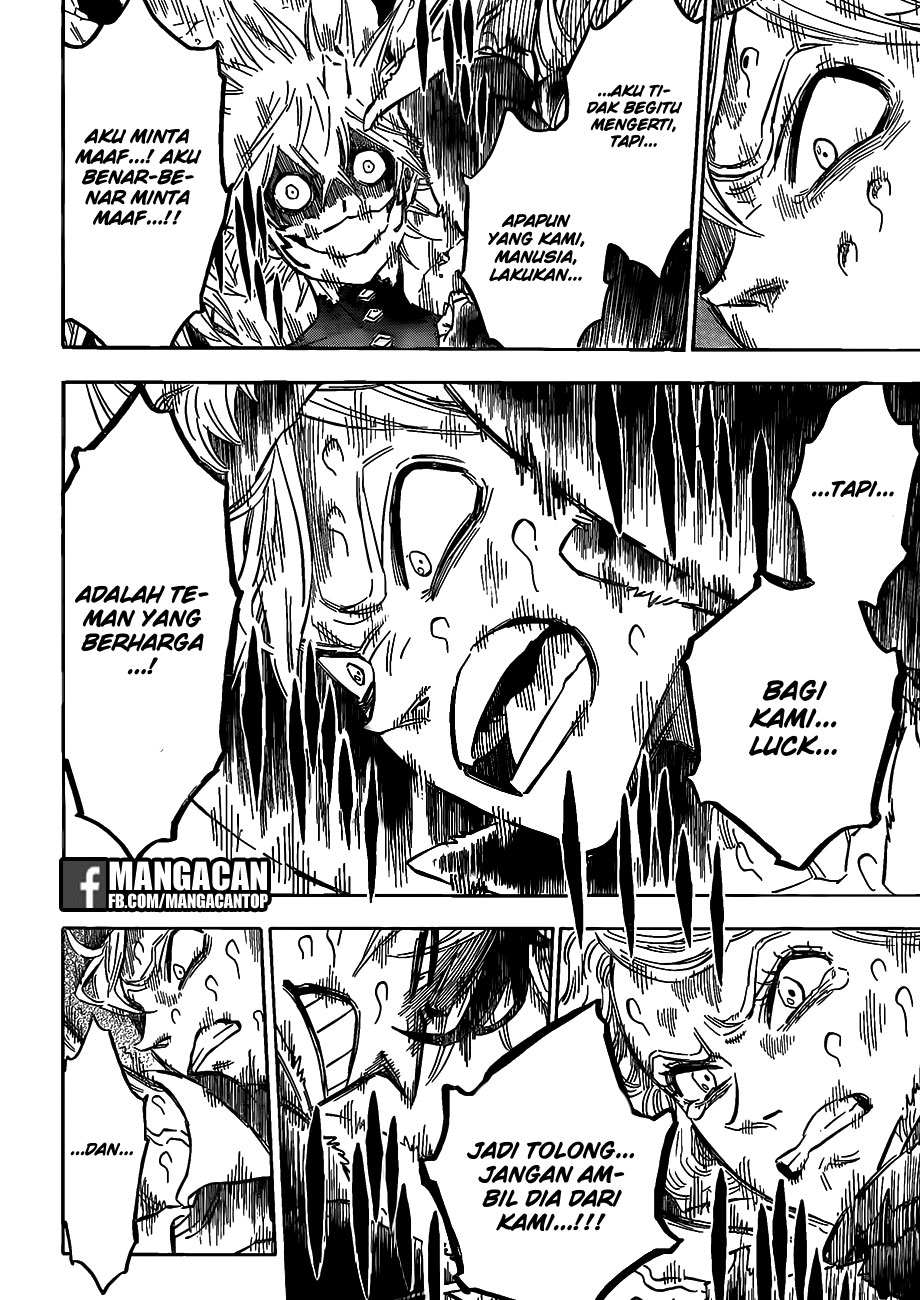 ...AKU TI-
DAK BEGITU
MENGERTI,
TAPI...
APAPUN
YANG KAMI,
MANUSIA,
LAKUKAN...
AKU MINTA
MAAF...! AKU
BENAR-BE-
NAR MINTA
MAAF...!!
...TAPI...
BAGI
KAMI...
LUCK...
ADALAH TE-
MAN YANG
BERHARGA
...!
MANGACAN
FB.COM/MANGACANTOP
JADI TOLONG...
JANGAN AM-
BIL DIA DARI
KAMI...!!!
...DAN...